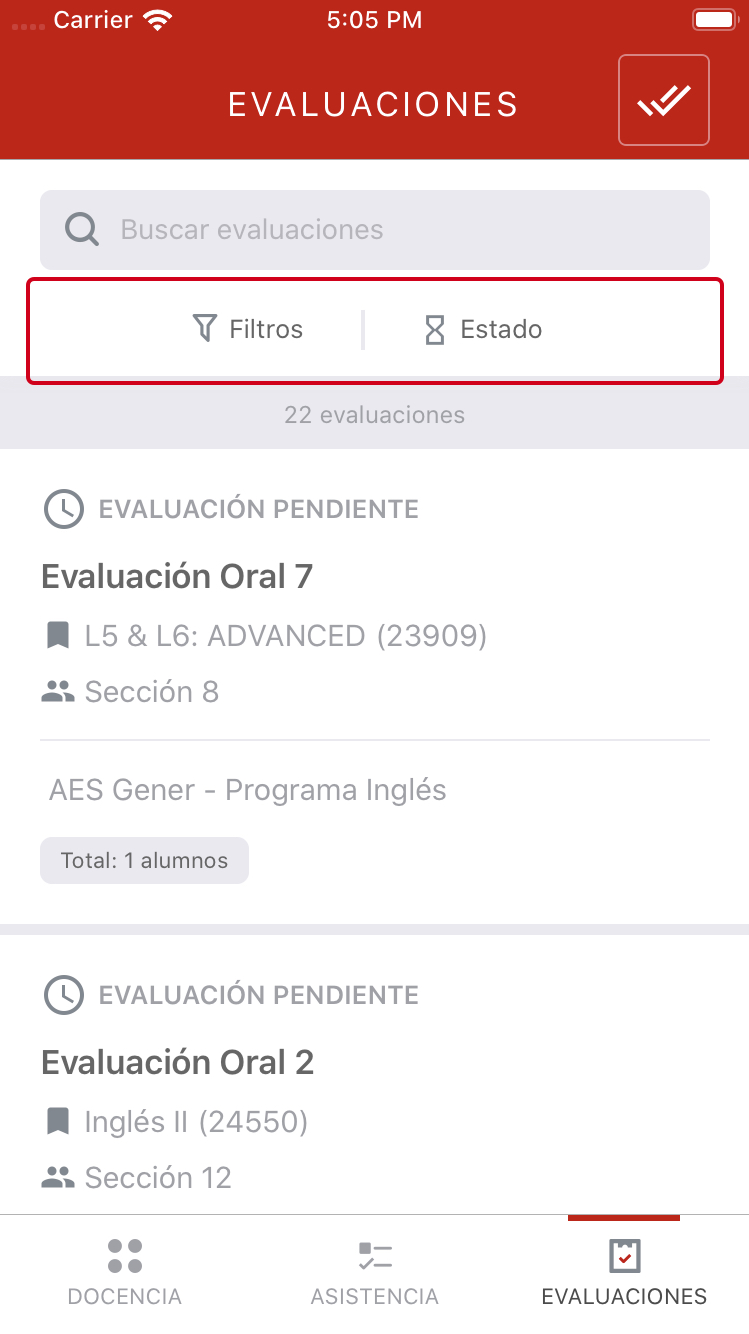 Carrier 5:05 PM
EVALUACIONES
Buscar evaluaciones
Filtros Estado
22 evaluaciones
EVALUACIÓN PENDIENTE
Evaluación Oral 7
L5 & L6: ADVANCED (23909)
Sección 8
AES Gener - Programa Inglés
Total: 1 alumnos
EVALUACIÓN PENDIENTE
Evaluación Oral 2
Inglés II (24550)
Sección 12
DOCENCIA ASISTENCIA EVALUACIONES